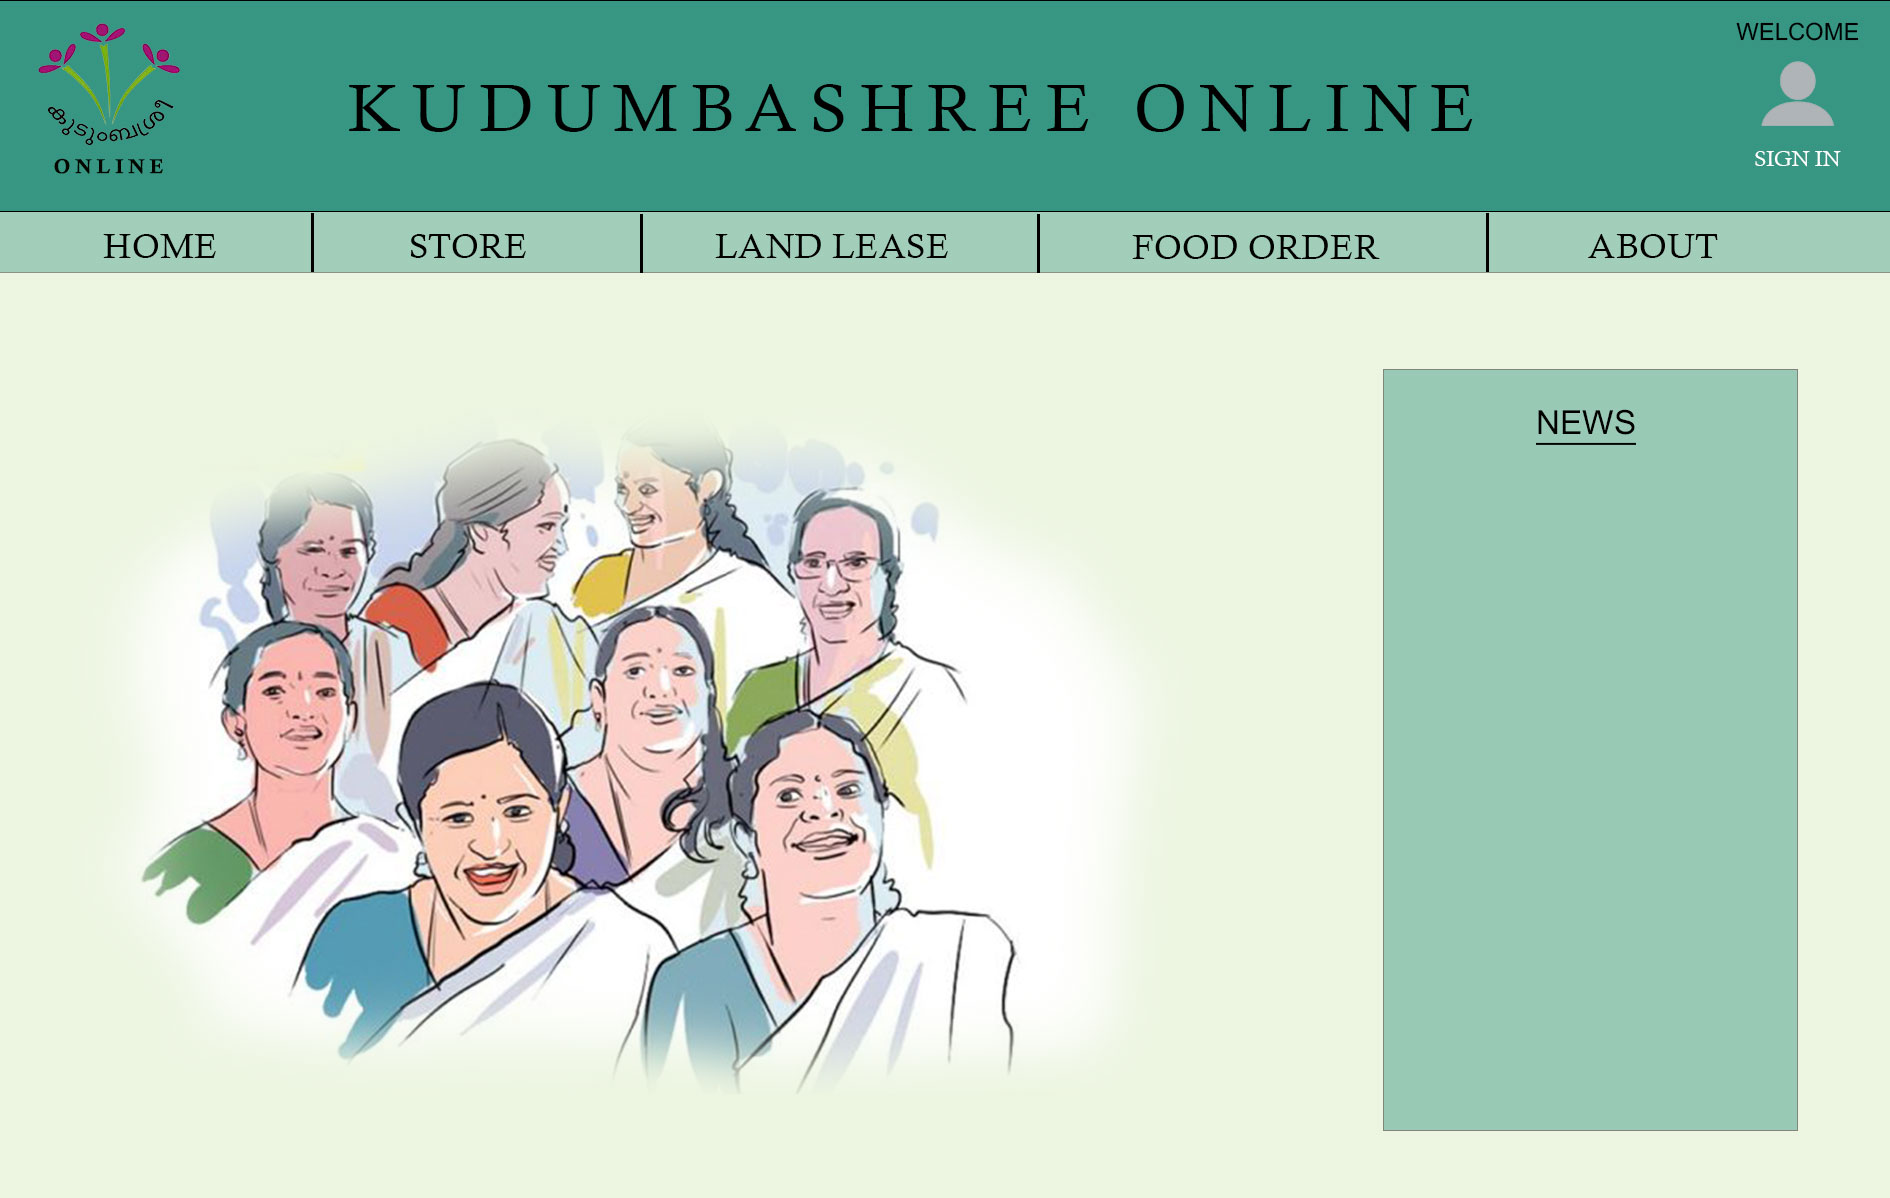 കുടുംബശ്രീ
ONLINE
KUDUMBASHREE ONLINE
WELCOME
SIGN IN
HOME
STORE
LAND LEASE
FOOD ORDER
ABOUT
NEWS